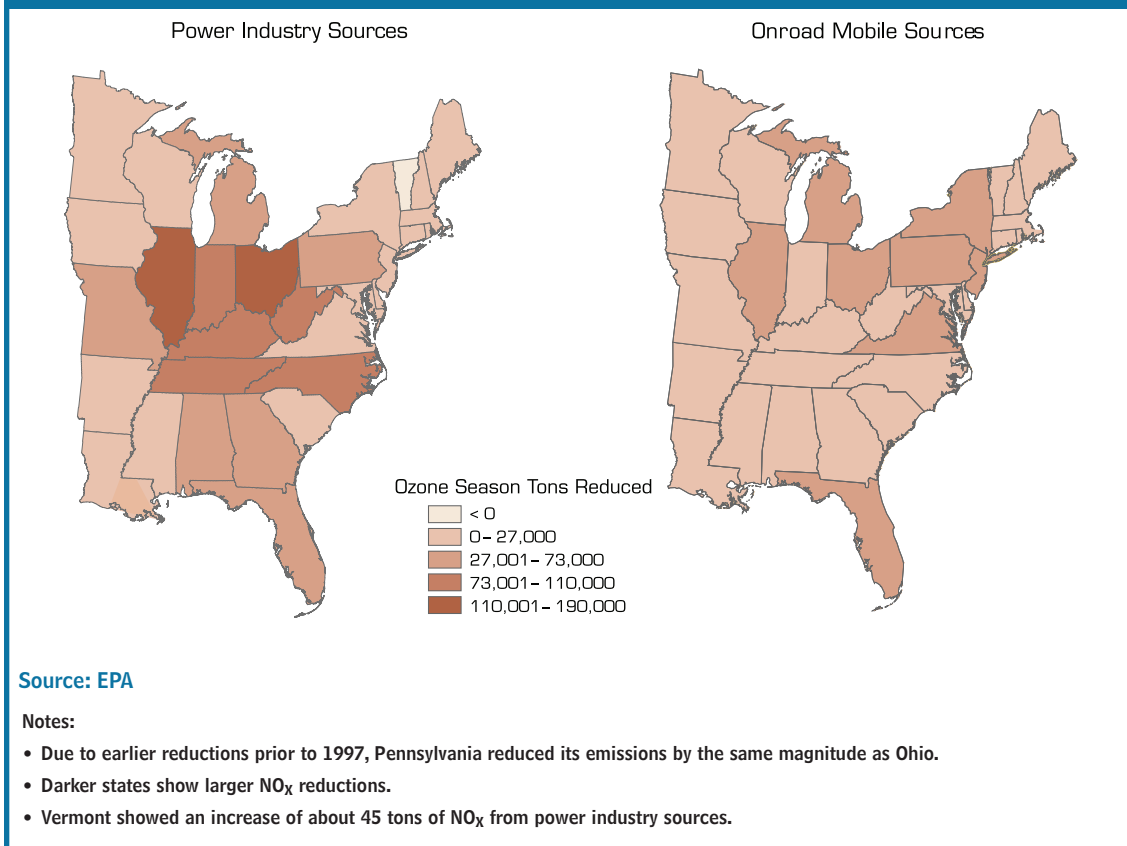 Power Industry Sources
Onroad Mobile Sources
Ozone Season Tons Reduced
< 0
0–27,000
27,001–73,000
73,001–110,000
110,001–190,000
Source: EPA
Notes:
• Due to earlier reductions prior to 1997, Pennsylvania reduced its emissions by the same magnitude as Ohio.
• Darker states show larger NOX reductions.
• Vermont showed an increase of about 45 tons of NOX from power industry sources.